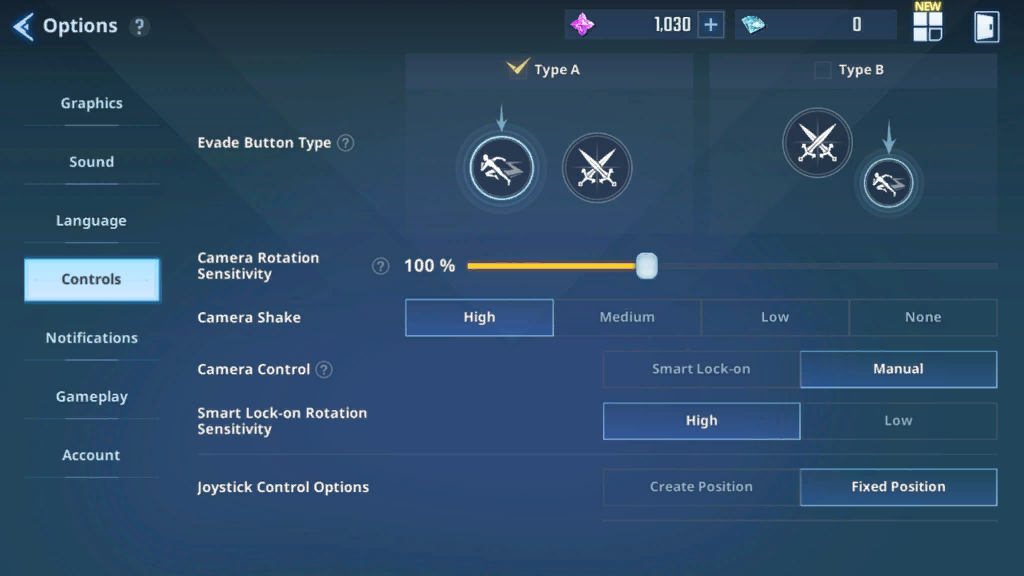 Options ?
1,030 +
0
NEW
Type A
Type B
Graphics
Sound
Language
Controls
Notifications
Gameplay
Account
Evade Button Type ?
Camera Rotation
Sensitivity ?
100 %
Camera Shake
High
Medium
Low
None
Camera Control ?
Smart Lock-on
Manual
Smart Lock-on Rotation
Sensitivity
High
Low
Joystick Control Options
Create Position
Fixed Position